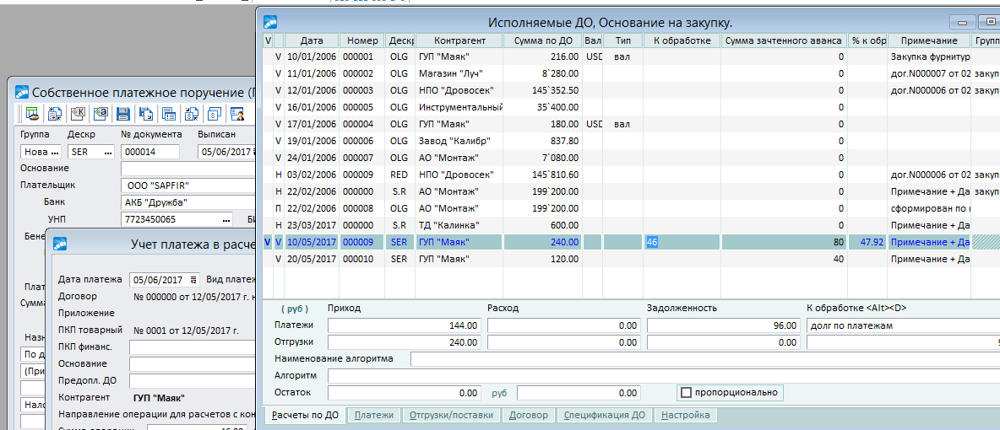 Исполняемые ДО, Основание на закупку.
V Дата Номер Дескр Контрагент Сумма по ДО Вал Тип К обработке Сумма зачтенного аванса % к обр Примечание Групп
V 10/01/2006 000001 OLG ГУП "Маяк" 216.00 USD вал 0 Закупка фурнитур
V 11/01/2006 000002 OLG Магазин "Луч" 8`280.00 0 дог.N000007 от 02 закуп
V 12/01/2006 000003 OLG НПО "Дровосек" 145`352.50 0 дог.N000006 от 02 закуп
V 16/01/2006 000005 OLG Инструментальный 35`400.00 0
V 17/01/2006 000004 OLG ГУП "Маяк" 180.00 USD вал 0
V 19/01/2006 000006 OLG Завод "Калибр" 837.80 0
V 24/01/2006 000007 OLG АО "Монтаж" 7`080.00 0
Н 03/02/2006 000009 RED НПО "Дровосек" 145`810.60 0 дог.N000006 от 02 закуп
Н 22/02/2006 000000 S.R АО "Монтаж" 199`200.00 0 Примечание + Да закуп
П 22/02/2006 000008 OLG АО "Монтаж" 199`200.00 0 сформирован по
Н 23/03/2017 000000 S.R ТД "Калинка" 600.00 0 Примечание + Да
V V 10/05/2017 000009 SER ГУП "Маяк" 240.00 46 80 47.92 Примечание + Да
V 20/05/2017 000010 SER ГУП "Маяк" 120.00 40 Примечание + Да
( руб ) Приход Расход Задолженность К обработке <Alt><D>
Платежи 144.00 0.00 96.00 долг по платежам
Отгрузки 240.00 0.00 0.00
Наименование алгоритма
Алгоритм
Остаток 0.00 руб 0.00 пропорционально
Расчеты по ДО Платежи Отгрузки/поставки Договор Спецификация ДО Настройка
Собственное платежное поручение (
Группа Дескр № документа Выписан
Нова ... SER ... 000014 05/06/2017
Основание
Плательщик ООО "SAPFIR"
Банк АКБ "Дружба"
УНП 7723450065 ...
Бене
Плат
Сумма
Назн
По д
(При
Нало
Учет платежа в расче
Дата платежа 05/06/2017 Вид платеж
Договор № 000000 от 12/05/2017 г. н
Приложение
ПКП товарный № 0001 от 12/05/2017 г.
ПКП финанс.
Основание
Предопл. ДО
Контрагент ГУП "Маяк"
Направление операции для расчетов с кон